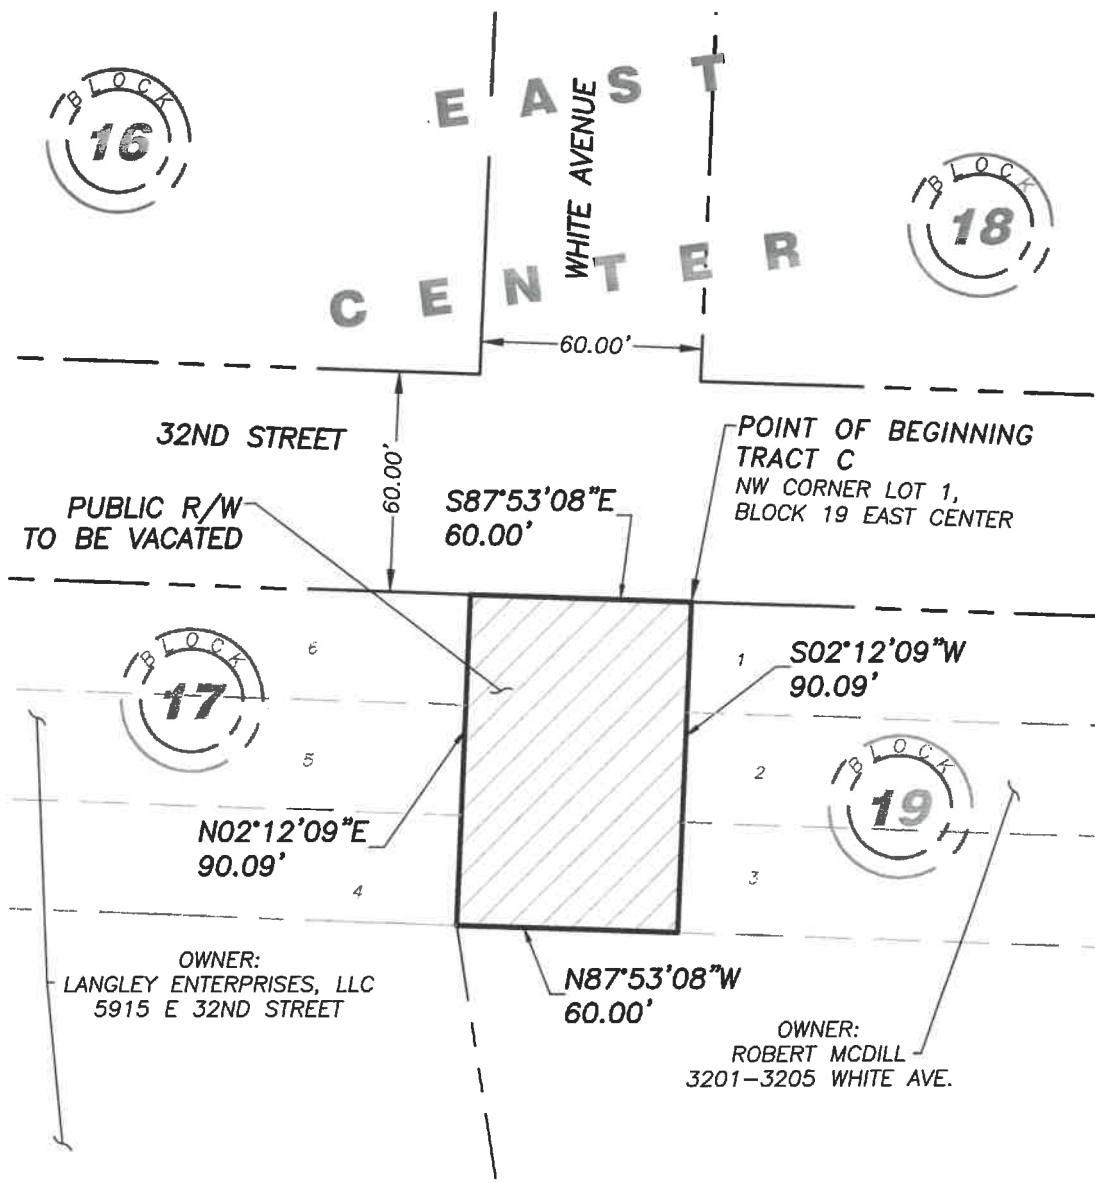 EAST
CENTER
WHITE AVENUE
BLOCK
16
BLOCK
18
60.00'
32ND STREET
60.00'
POINT OF BEGINNING
TRACT C
NW CORNER LOT 1,
BLOCK 19 EAST CENTER
PUBLIC R/W
TO BE VACATED
S87°53'08"E
60.00'
BLOCK
17
6
5
4
1
2
3
S02°12'09"W
90.09'
BLOCK
19
N02°12'09"E
90.09'
OWNER:
LANGLEY ENTERPRISES, LLC
5915 E 32ND STREET
N87°53'08"W
60.00'
OWNER:
ROBERT MCDILL
3201-3205 WHITE AVE.